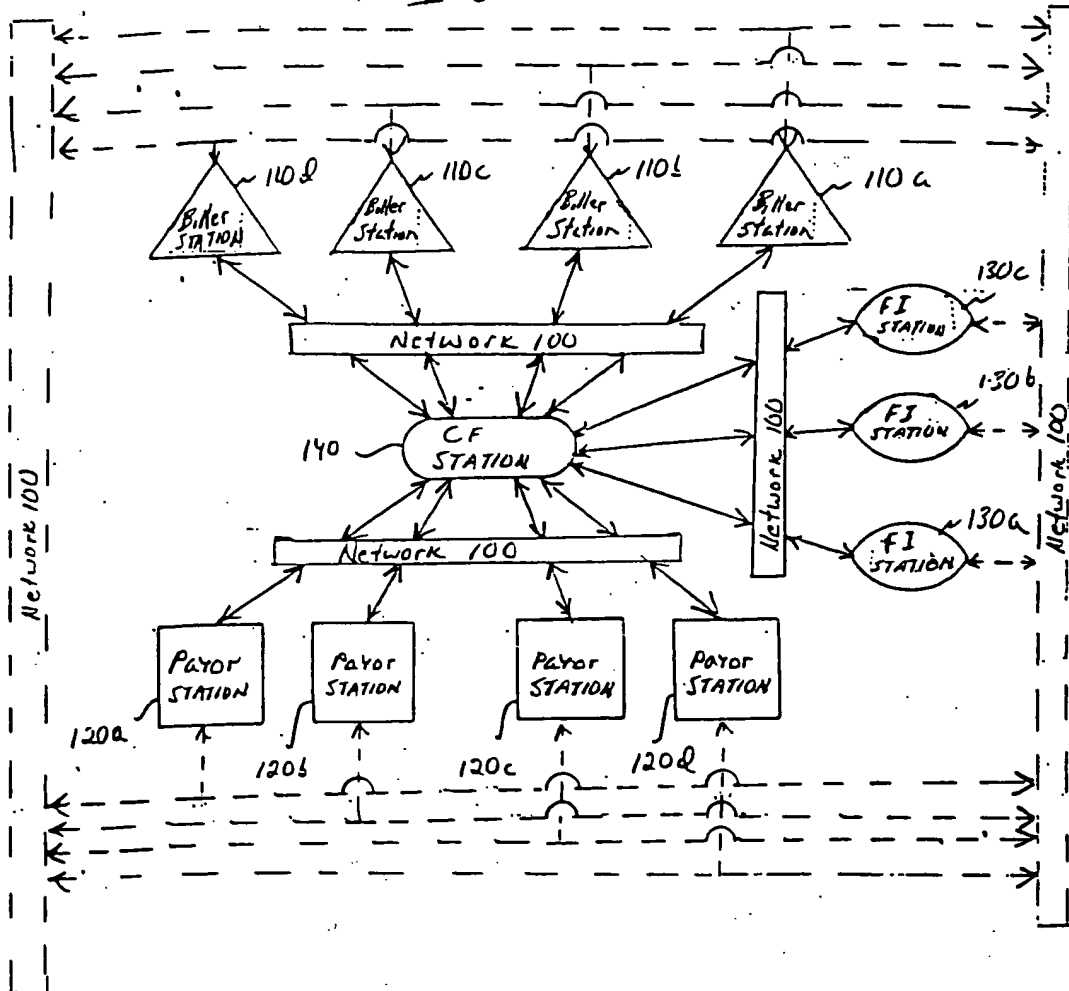 110d
110c
110b
110a
Biller
STATION
Biller
Station
Biller
Station
Biller
Station
130c
FI
STATION
Network 100
130b
FI
STATION
140
CF
STATION
Network 100
Network 100
Network 100
130a
FI
STATION
Network 100
Network 100
Payor
STATION
Payor
STATION
Payor
STATION
Payor
STATION
120a
120b
120c
120d